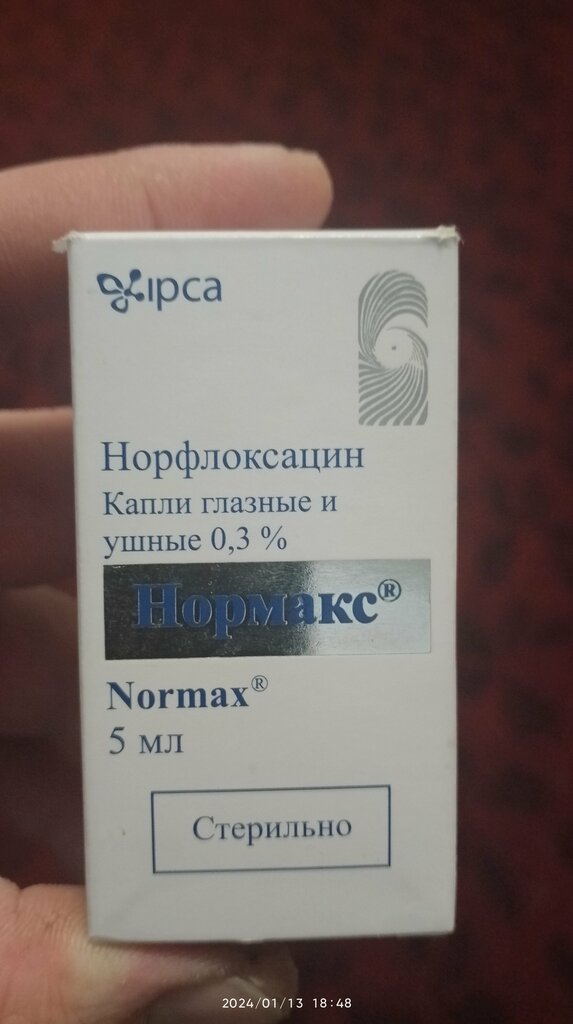 ipca
Норфлоксацин
Капли глазные и
ушные 0,3 %
Нормакс®
Normax®
5 мл
Стерильно
2024/01/13 18:48